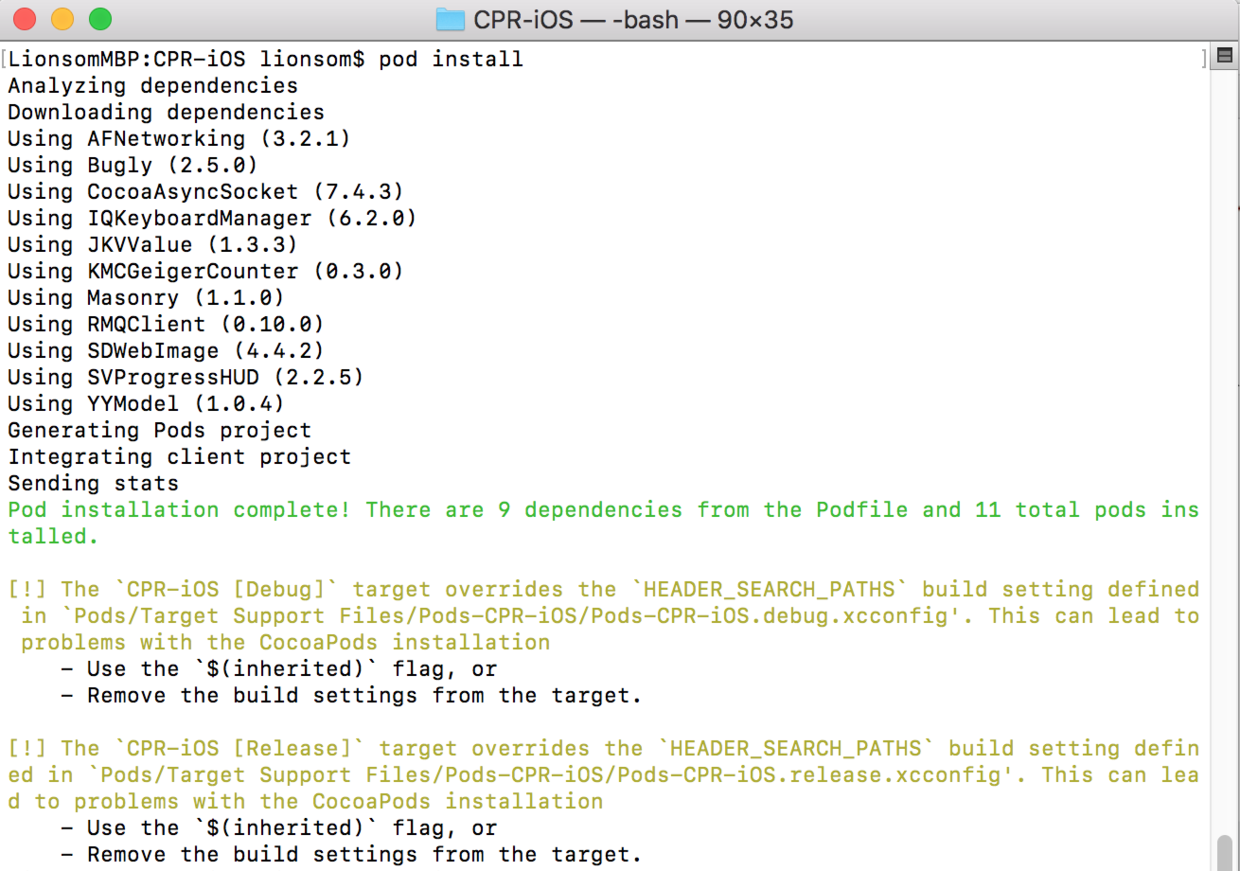 CPR-iOS — -bash — 90×35
[LionsomMBP:CPR-iOS lionsom$ pod install ]
Analyzing dependencies
Downloading dependencies
Using AFNetworking (3.2.1)
Using Bugly (2.5.0)
Using CocoaAsyncSocket (7.4.3)
Using IQKeyboardManager (6.2.0)
Using JKVValue (1.3.3)
Using KMCGeigerCounter (0.3.0)
Using Masonry (1.1.0)
Using RMQClient (0.10.0)
Using SDWebImage (4.4.2)
Using SVProgressHUD (2.2.5)
Using YYModel (1.0.4)
Generating Pods project
Integrating client project
Sending stats
Pod installation complete! There are 9 dependencies from the Podfile and 11 total pods ins
talled.
[!] The `CPR-iOS [Debug]` target overrides the `HEADER_SEARCH_PATHS` build setting defined
 in `Pods/Target Support Files/Pods-CPR-iOS/Pods-CPR-iOS.debug.xcconfig'. This can lead to
 problems with the CocoaPods installation
    - Use the `$(inherited)` flag, or
    - Remove the build settings from the target.
[!] The `CPR-iOS [Release]` target overrides the `HEADER_SEARCH_PATHS` build setting defin
ed in `Pods/Target Support Files/Pods-CPR-iOS/Pods-CPR-iOS.release.xcconfig'. This can lea
d to problems with the CocoaPods installation
    - Use the `$(inherited)` flag, or
    - Remove the build settings from the target.